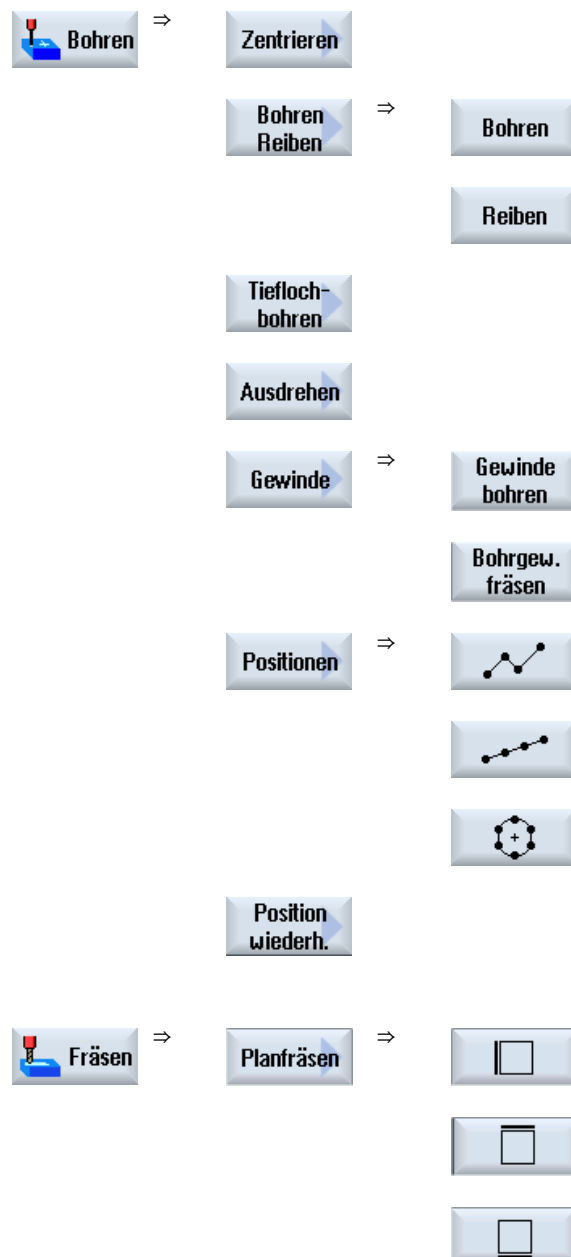 Bohren ⇒ Zentrieren
Bohren ⇒
Reiben
Bohren
Reiben
Tiefloch-
bohren
Ausdrehen
Gewinde ⇒
Gewinde
bohren
Bohrgew.
fräsen
Positionen ⇒
Position
wiederh.
Fräsen ⇒ Planfräsen ⇒